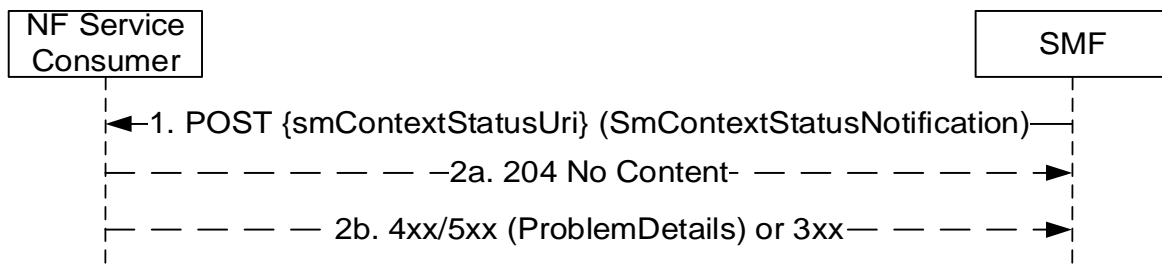 NF Service
Consumer
SMF
1. POST {smContextStatusUri} (SmContextStatusNotification)
2a. 204 No Content
2b. 4xx/5xx (ProblemDetails) or 3xx